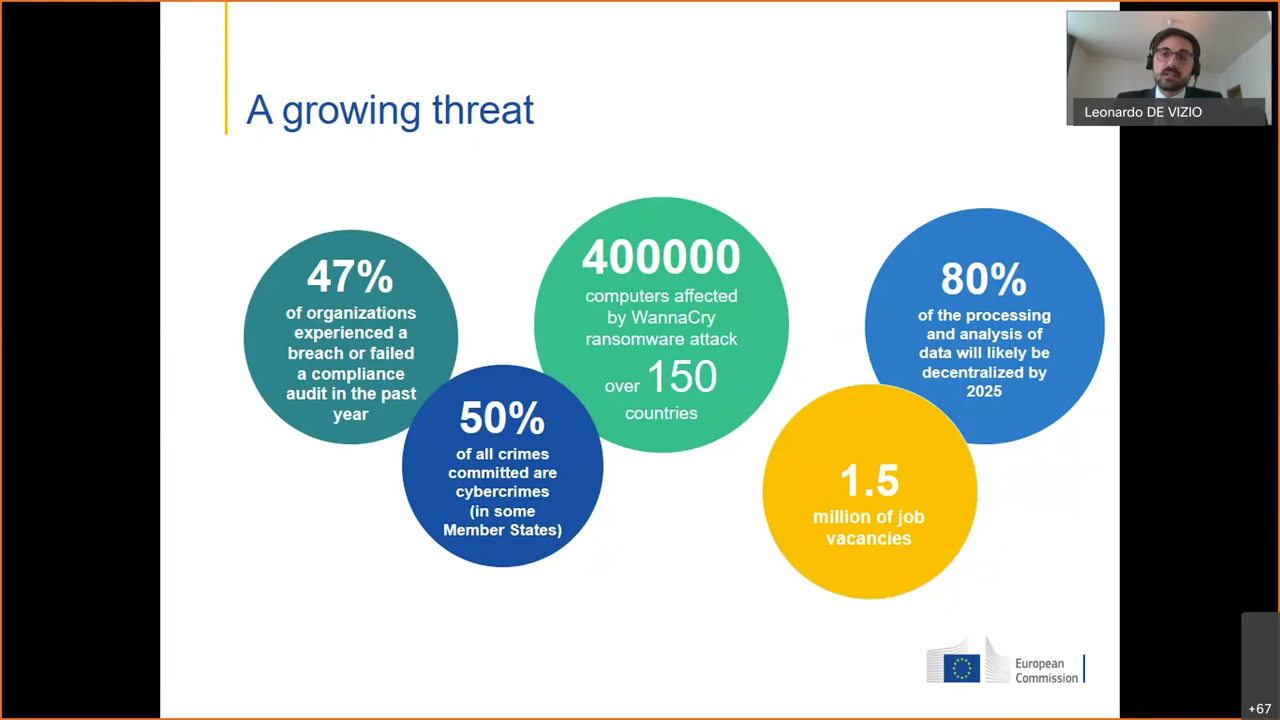 A growing threat
Leonardo DE VIZIO
47%
of organizations
experienced a
breach or failed
a compliance
audit in the past
year
50%
of all crimes
committed are
cybercrimes
(in some
Member States)
400000
computers affected
by WannaCry
ransomware attack
over 150
countries
1.5
million of job
vacancies
80%
of the processing
and analysis of
data will likely be
decentralized by
2025
European
Commission
+67